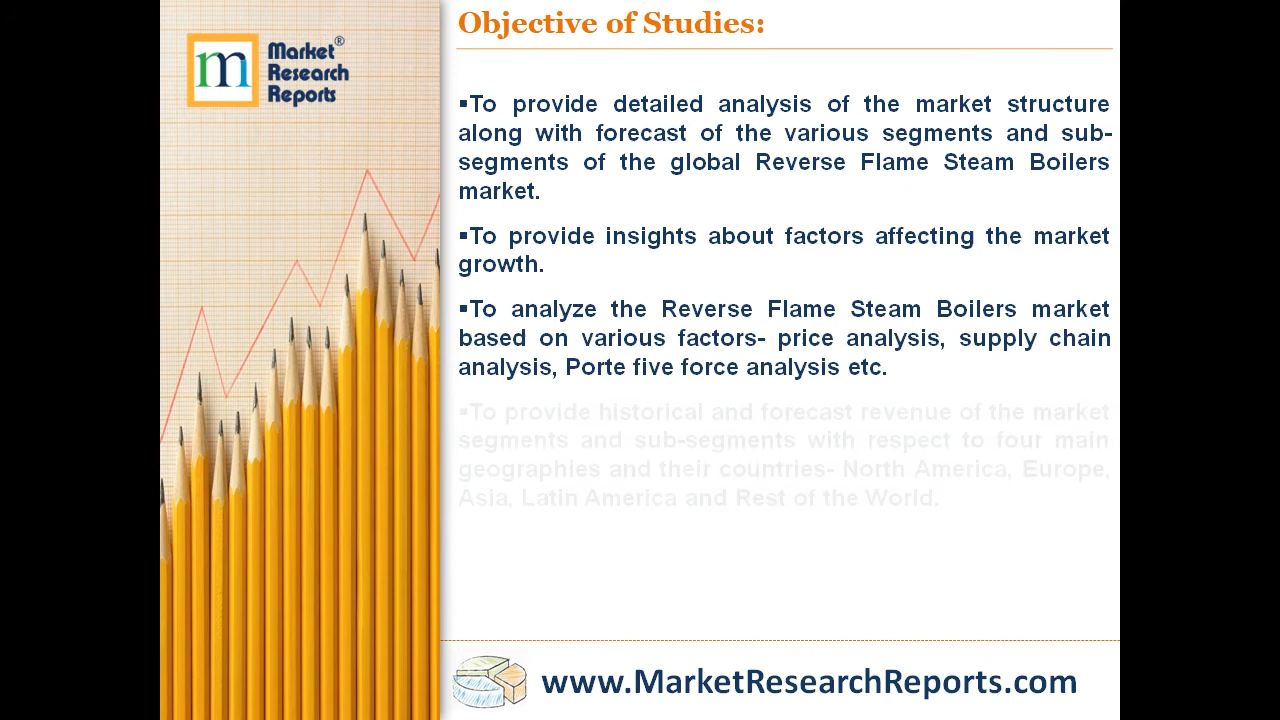 Objective of Studies:
Market®
Research
Reports
▪To provide detailed analysis of the market structure
along with forecast of the various segments and sub-
segments of the global Reverse Flame Steam Boilers
market.
▪To provide insights about factors affecting the market
growth.
▪To analyze the Reverse Flame Steam Boilers market
based on various factors- price analysis, supply chain
analysis, Porte five force analysis etc.
▪To provide historical and forecast revenue of the market
segments and sub-segments with respect to four main
geographies and their countries- North America, Europe,
Asia, Latin America and Rest of the World.
www.MarketResearchReports.com